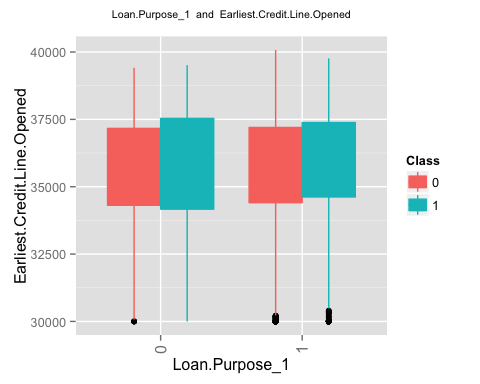 Loan.Purpose_1 and Earliest.Credit.Line.Opened
Earliest.Credit.Line.Opened
40000
37500
35000
32500
30000
0
1
Loan.Purpose_1
Class
0
1